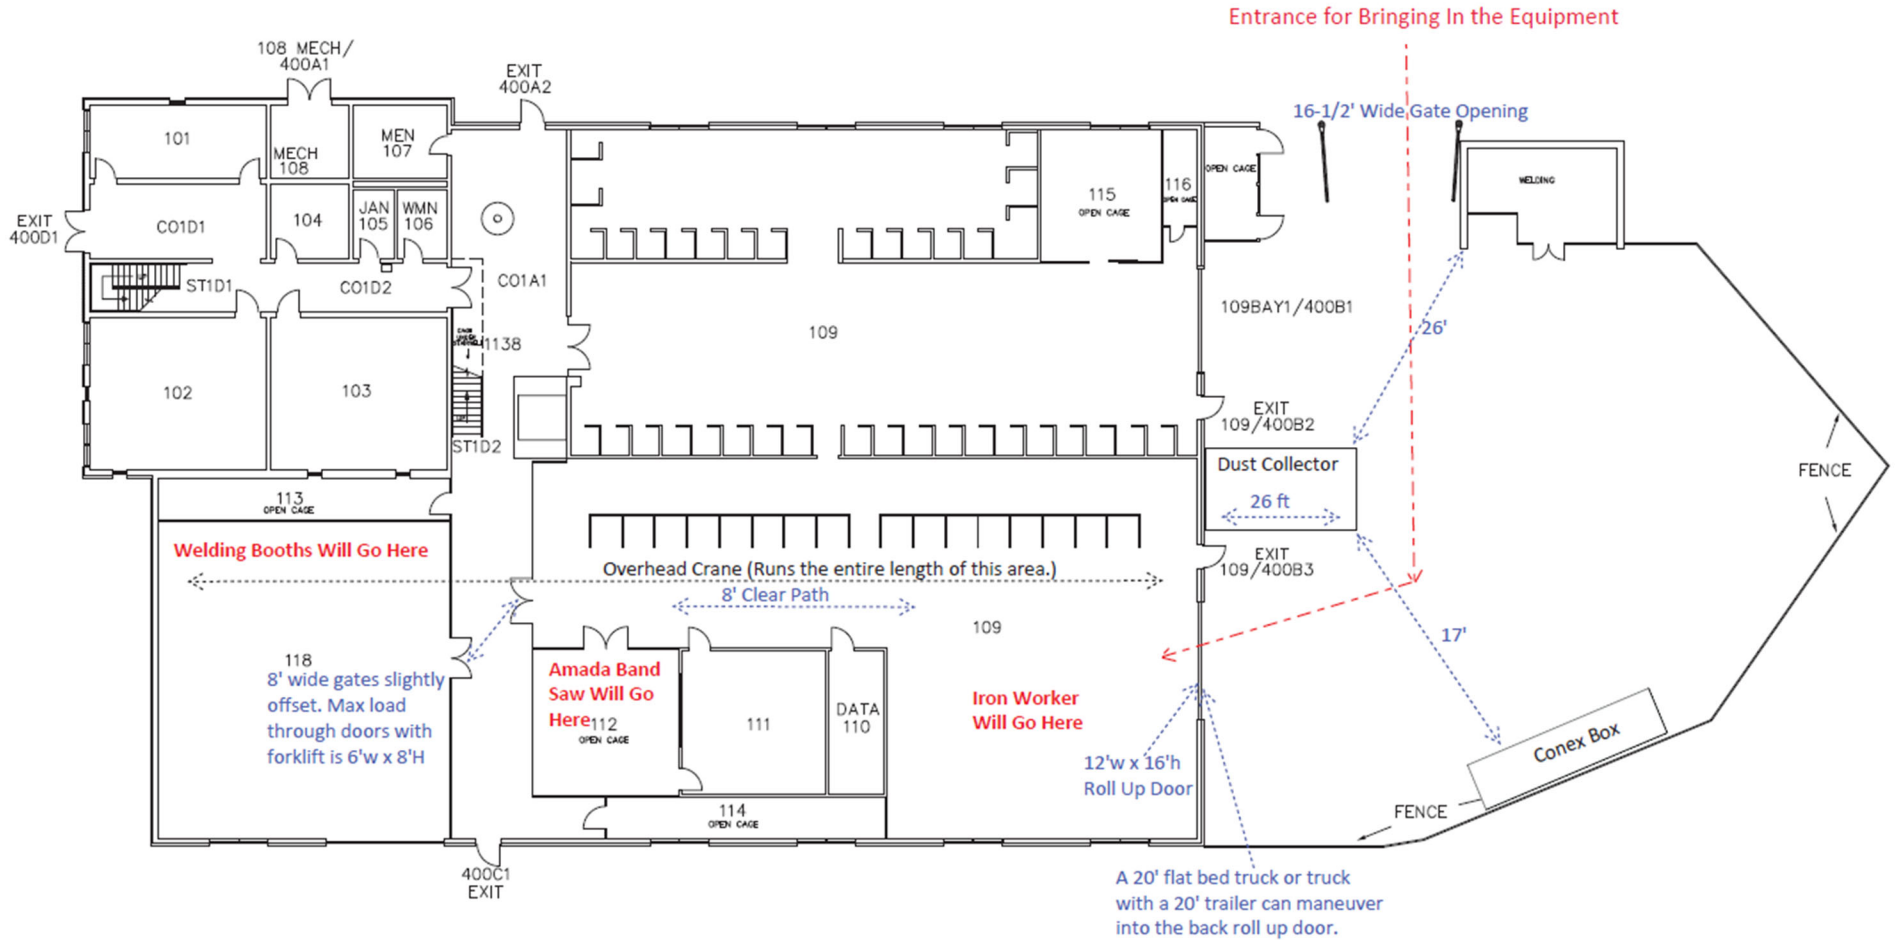 Entrance for Bringing In the Equipment
108 MECH/
400A1
EXIT
400A2
16-1/2' Wide Gate Opening
101
MECH
108
MEN
107
OPEN CAGE
WELDING
115
OPEN CAGE
116
OPEN CAGE
EXIT
400D1
CO1D1
104
JAN
105
WMN
106
ST1D1
CO1D2
CO1A1
109BAY1/400B1
26'
109
1138
102
103
ST1D2
EXIT
109/400B2
Dust Collector
26 ft
FENCE
113
OPEN CAGE
Welding Booths Will Go Here
Overhead Crane (Runs the entire length of this area.)
8' Clear Path
EXIT
109/400B3
109
17'
118
8' wide gates slightly
offset. Max load
through doors with
forklift is 6'w x 8'H
Amada Band
Saw Will Go
Here
112
OPEN CAGE
111
DATA
110
Iron Worker
Will Go Here
12'w x 16'h
Roll Up Door
Conex Box
FENCE
114
OPEN CAGE
400C1
EXIT
A 20' flat bed truck or truck
with a 20' trailer can maneuver
into the back roll up door.